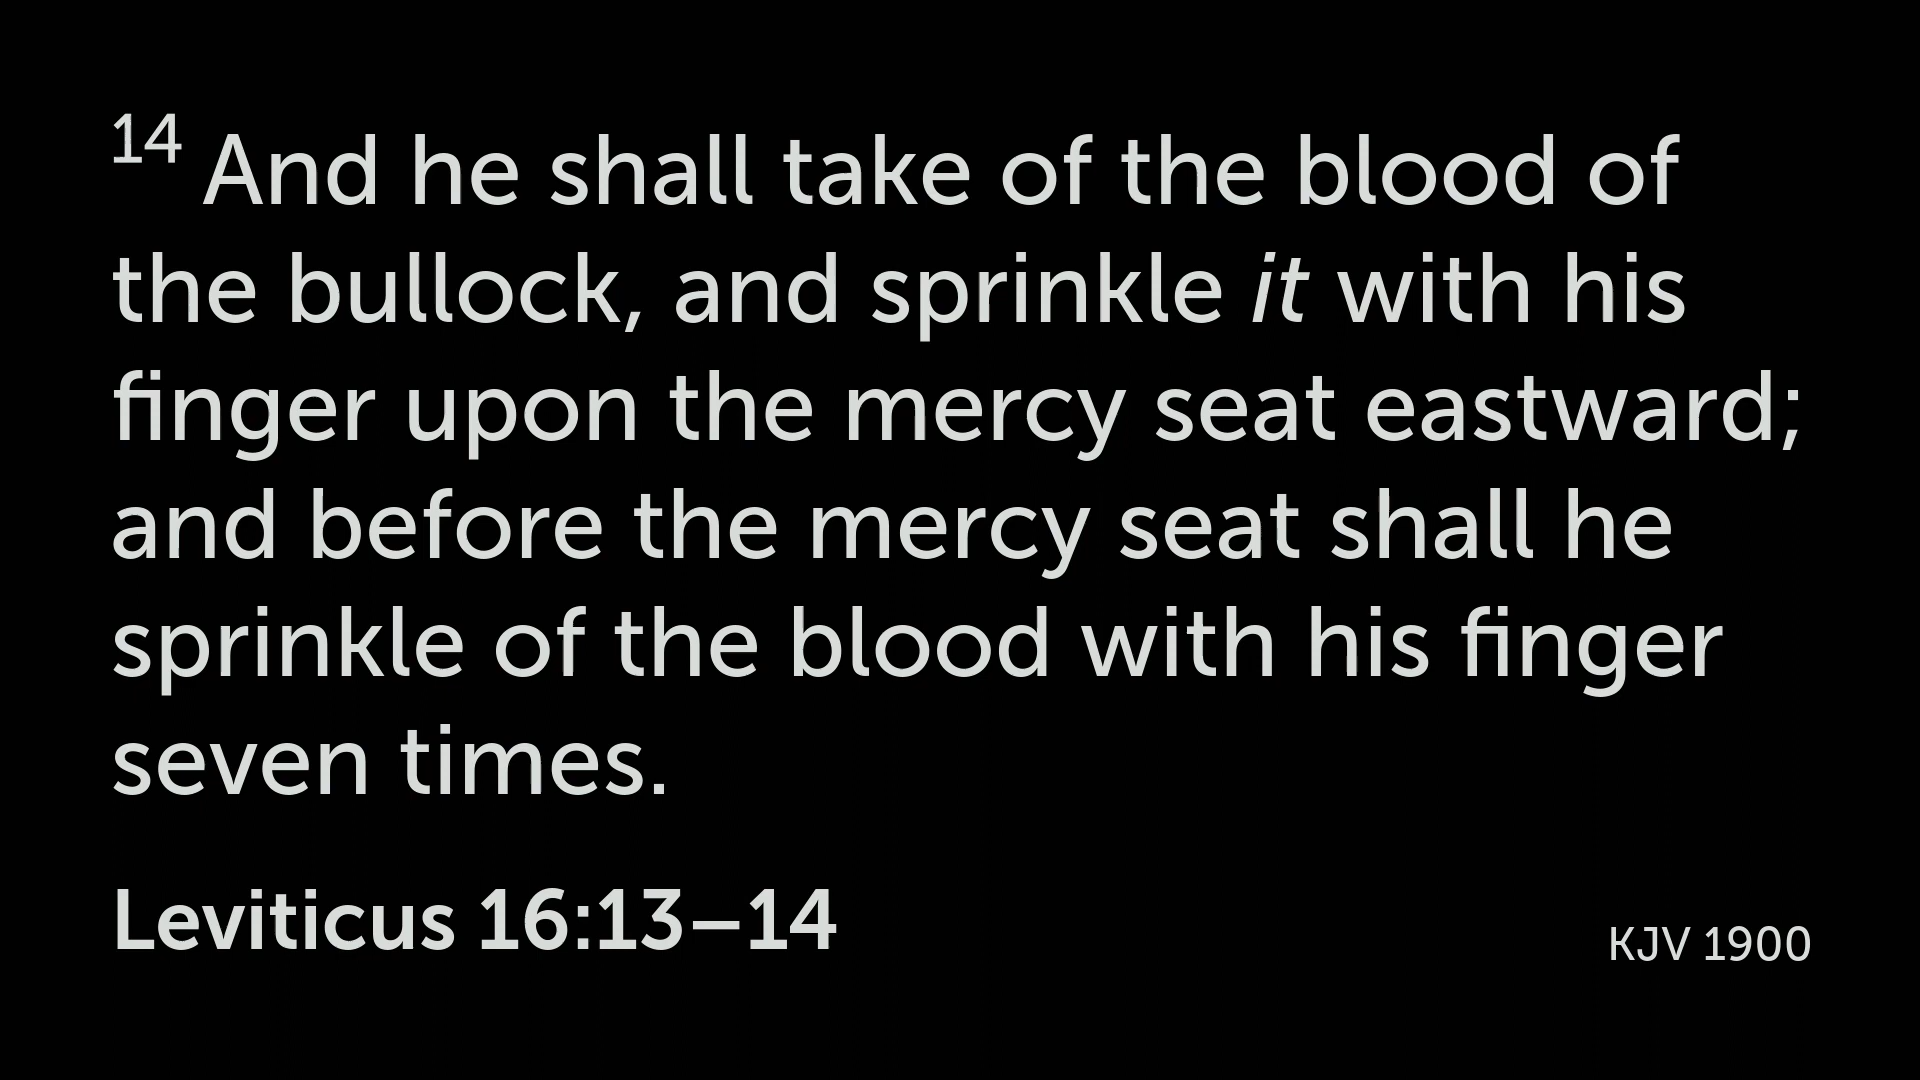 14 And he shall take of the blood of
the bullock, and sprinkle it with his
finger upon the mercy seat eastward;
and before the mercy seat shall he
sprinkle of the blood with his finger
seven times.
Leviticus 16:13–14
KJV 1900